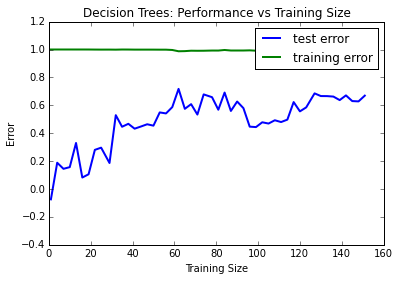 Decision Trees: Performance vs Training Size
1.2
1.0
0.8
0.6
0.4
0.2
0.0
−0.2
−0.4
Error
test error
training error
0 20 40 60 80 100 120 140 160
Training Size